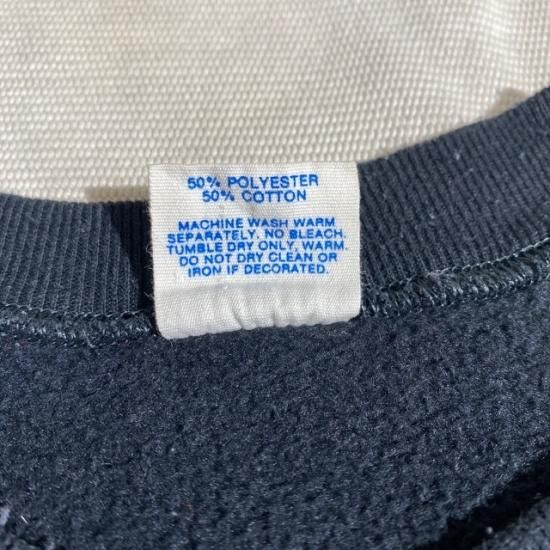 50% POLYESTER
50% COTTON
MACHINE WASH WARM
SEPARATELY, NO BLEACH.
TUMBLE DRY ONLY, WARM.
DO NOT DRY CLEAN OR
IRON IF DECORATED.